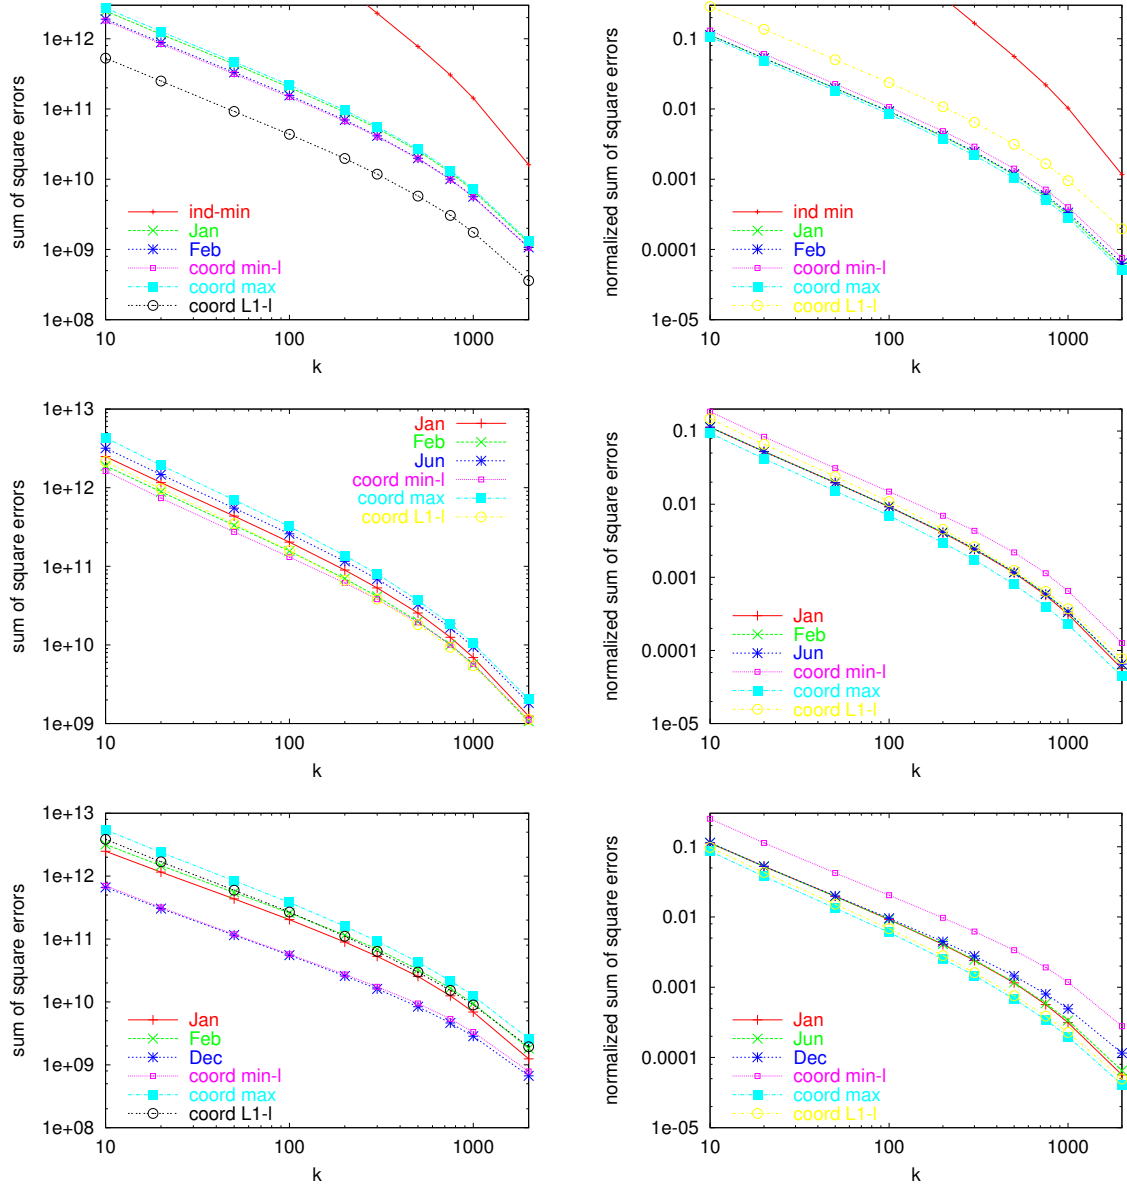 1e+12
1e+11
1e+10
1e+09
1e+08
sum of square errors
ind-min
Jan
Feb
coord min-l
coord max
coord L1-l
10
100
1000
k
0.1
0.01
0.001
0.0001
1e-05
normalized sum of square errors
ind min
Jan
Feb
coord min-l
coord max
coord L1-l
10
100
1000
k
1e+13
1e+12
1e+11
1e+10
1e+09
sum of square errors
Jan
Feb
Jun
coord min-l
coord max
coord L1-l
10
100
1000
k
0.1
0.01
0.001
0.0001
1e-05
normalized sum of square errors
Jan
Feb
Jun
coord min-l
coord max
coord L1-l
10
100
1000
k
1e+13
1e+12
1e+11
1e+10
1e+09
1e+08
sum of square errors
Jan
Feb
Dec
coord min-l
coord max
coord L1-l
10
100
1000
k
0.1
0.01
0.001
0.0001
1e-05
normalized sum of square errors
Jan
Jun
Dec
coord min-l
coord max
coord L1-l
10
100
1000
k